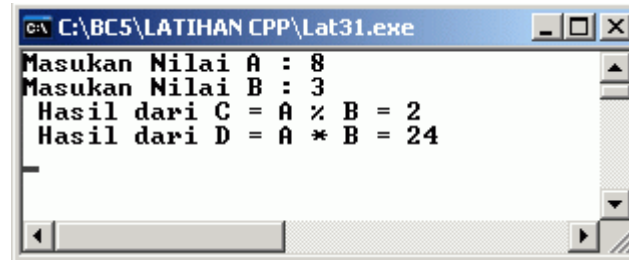 C:\BC5\LATIHAN CPP\Lat31.exe
Masukan Nilai A : 8
Masukan Nilai B : 3
Hasil dari C = A % B = 2
Hasil dari D = A * B = 24